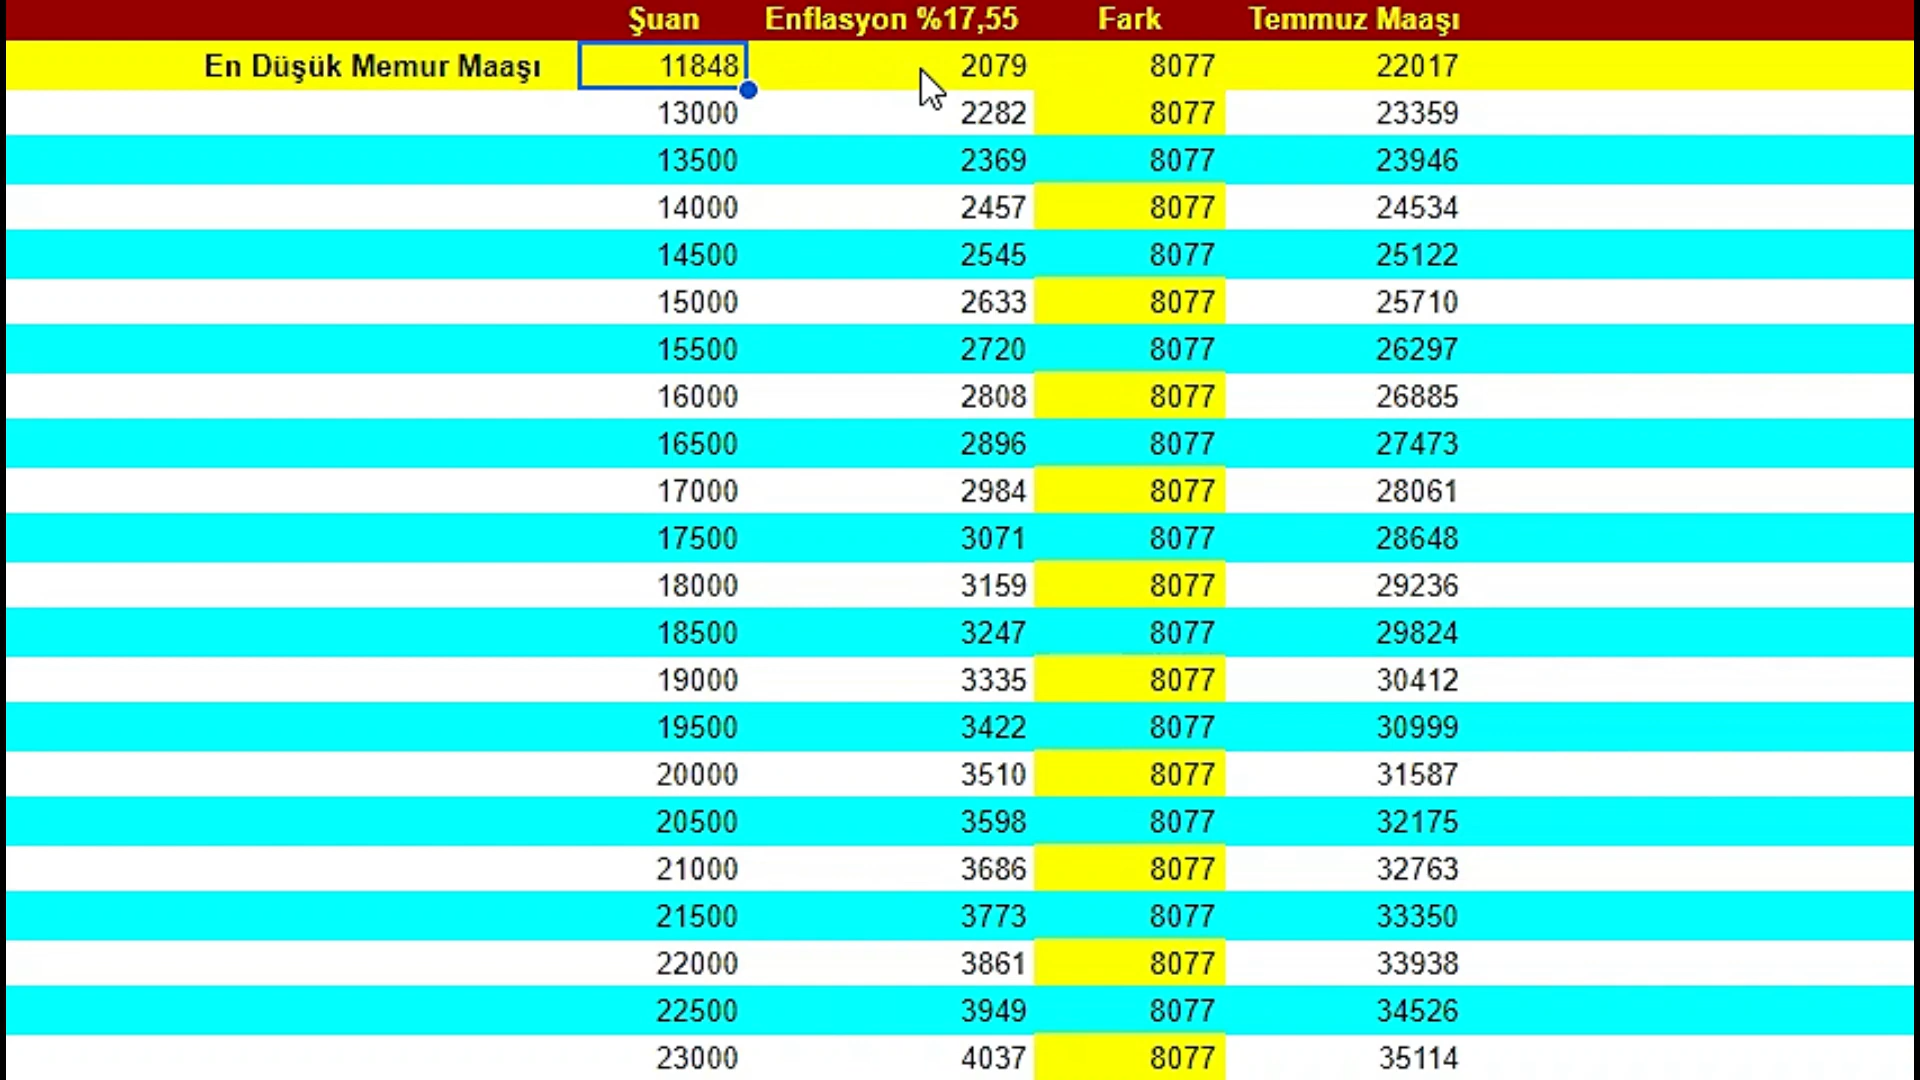 Şuan Enflasyon %17,55 Fark Temmuz Maaşı
En Düşük Memur Maaşı 11848 2079 8077 22017
13000 2282 8077 23359
13500 2369 8077 23946
14000 2457 8077 24534
14500 2545 8077 25122
15000 2633 8077 25710
15500 2720 8077 26297
16000 2808 8077 26885
16500 2896 8077 27473
17000 2984 8077 28061
17500 3071 8077 28648
18000 3159 8077 29236
18500 3247 8077 29824
19000 3335 8077 30412
19500 3422 8077 30999
20000 3510 8077 31587
20500 3598 8077 32175
21000 3686 8077 32763
21500 3773 8077 33350
22000 3861 8077 33938
22500 3949 8077 34526
23000 4037 8077 35114